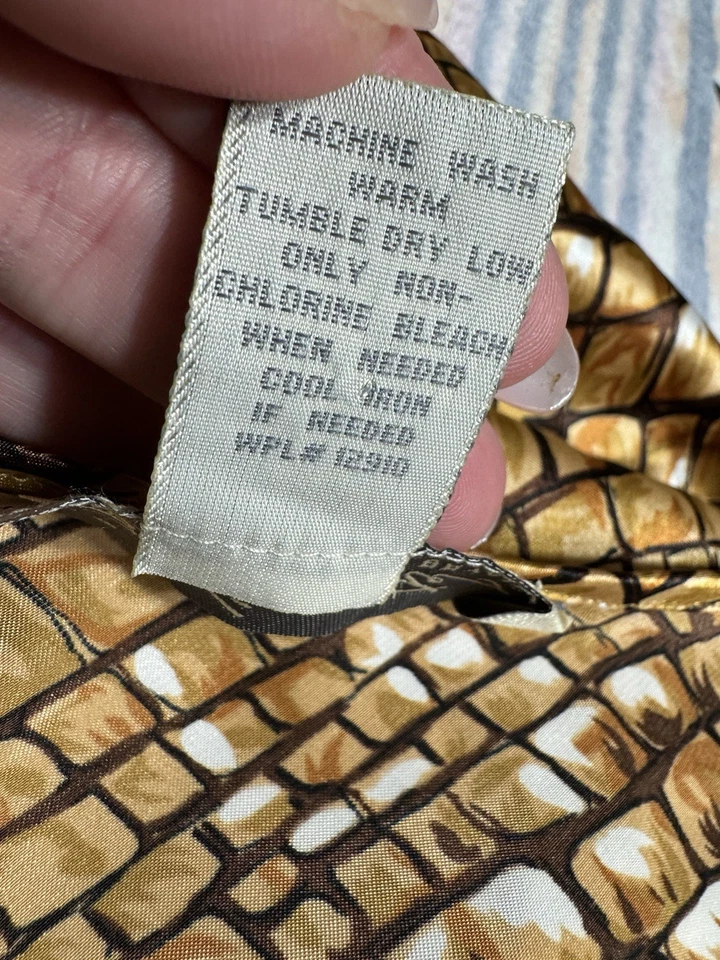 MACHINE WASH
WARM
TUMBLE DRY LOW
ONLY NON-
CHLORINE BLEACH
WHEN NEEDED
COOL IRON
IF NEEDED
WPL# 12910